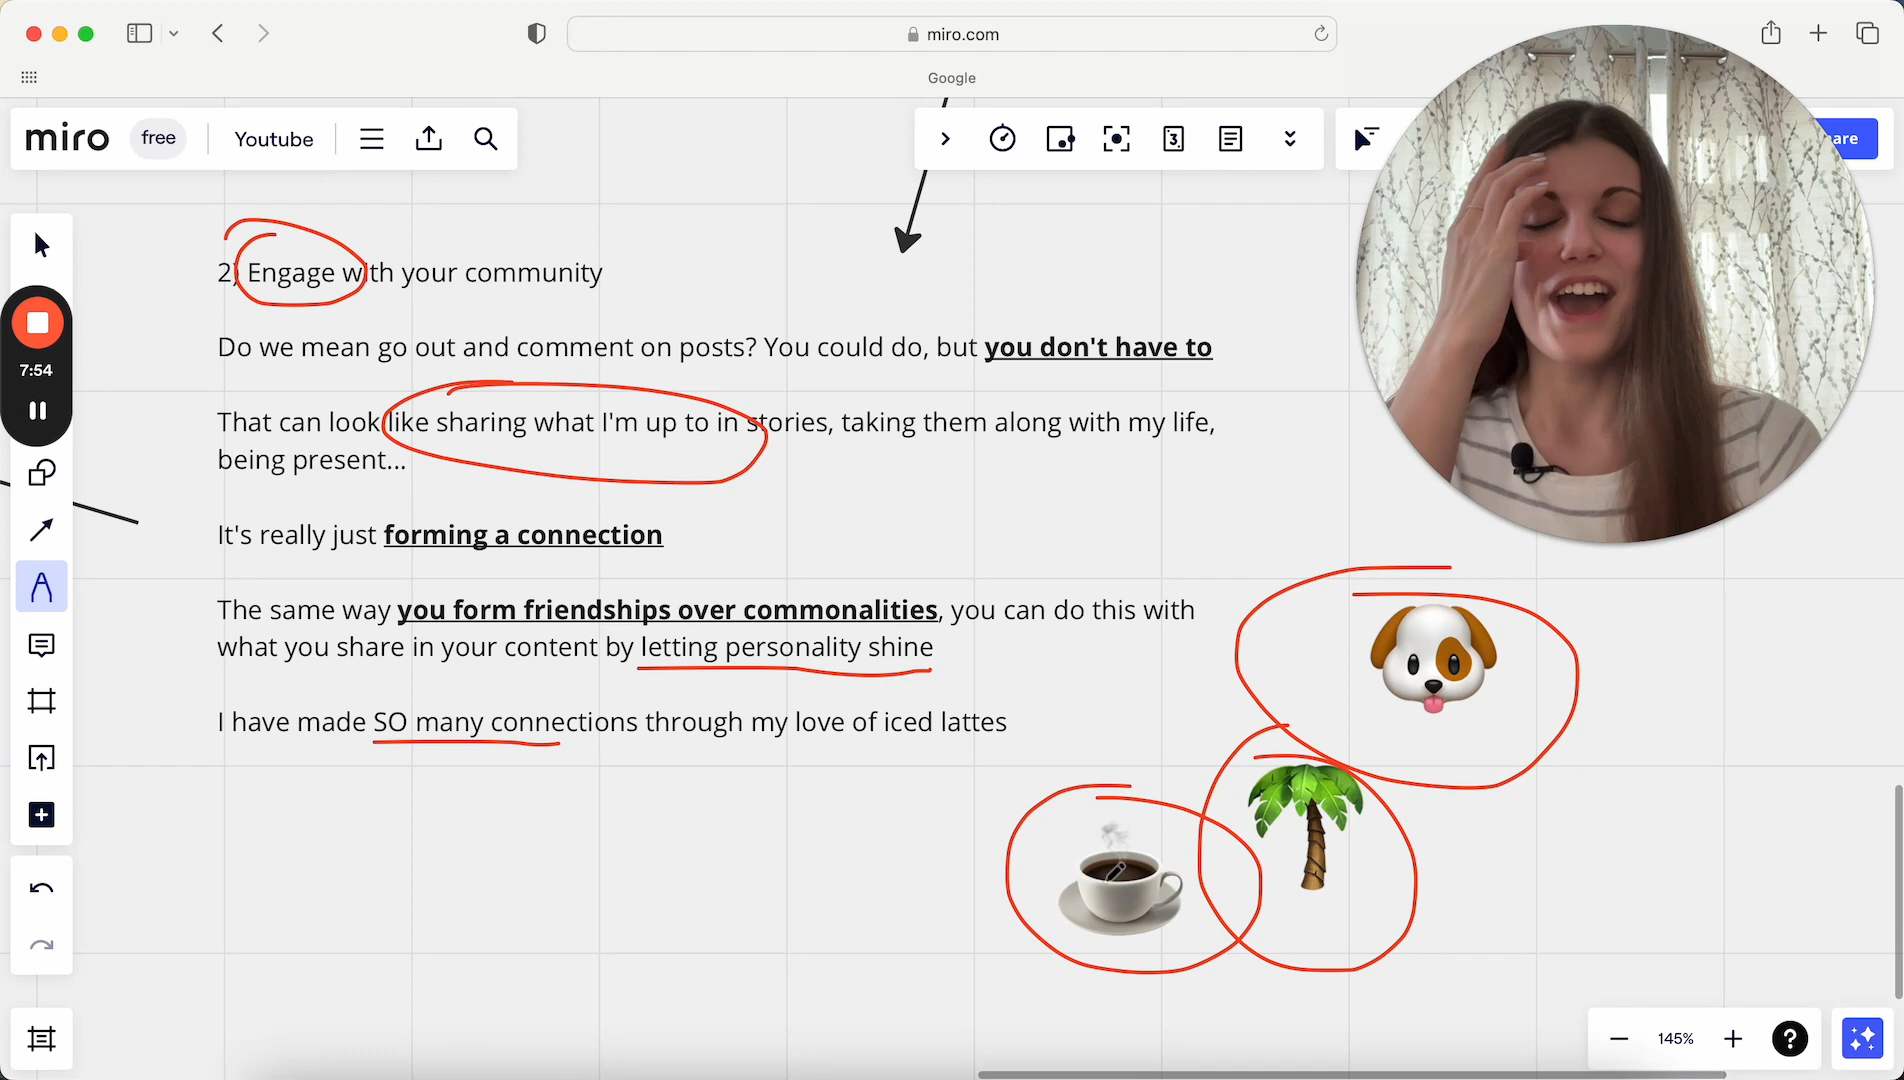 miro.com
Google
miro
free
Youtube
3
are
2) Engage with your community
7:54
Do we mean go out and comment on posts? You could do, but you don't have to
That can look like sharing what I'm up to in stories, taking them along with my life,
being present...
It's really just forming a connection
The same way you form friendships over commonalities, you can do this with
what you share in your content by letting personality shine
I have made SO many connections through my love of iced lattes
145%
?